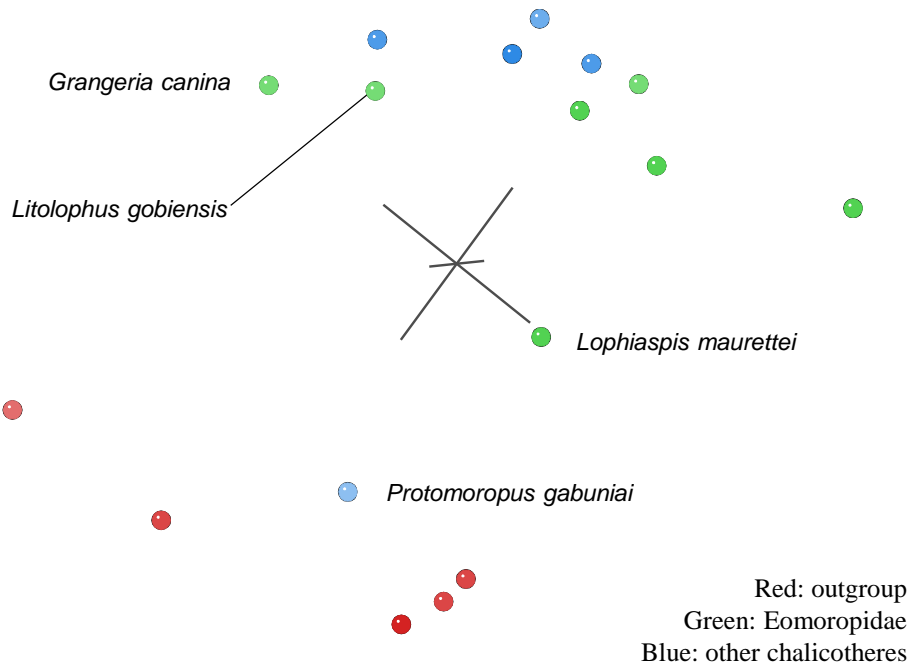 Grangeria canina
Litolophus gobiensis
Lophiaspis maurettei
Protomoropus gabuniai
Red: outgroup
Green: Eomoropidae
Blue: other chalicotheres